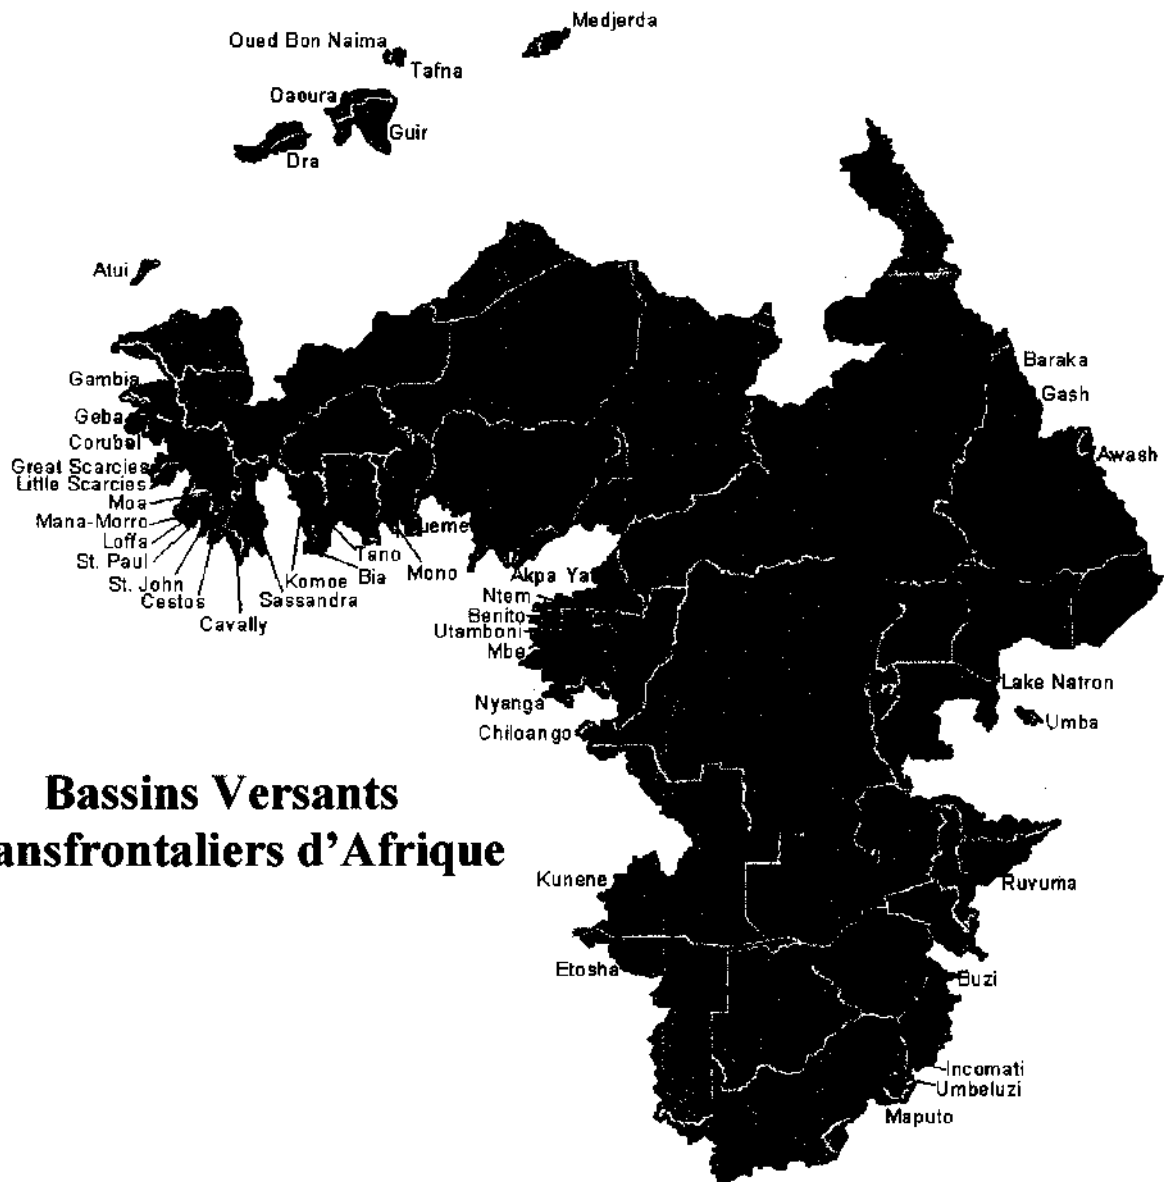 Medjerda
Oued Bon Naima
Tafna
Daoura
Guir
Dra
Atui
Baraka
Gambia
Gash
Geba
Corubal
Awash
Great Scarcies
Little Scarcies
Moa
Mana-Morro
ueme
Loffa
Tano
St. Paul
Mono
Akpa Yaf
Bia
St. John
Komoe
Ntem
Cestos
Sassandra
Benito
Cavally
Utamboni
Mbe
Lake Natron
Nyanga
Umba
Chiloango
Bassins Versants
ansfrontaliers d'Afrique
Kunene
Ruvuma
Etosha
Buzi
Incomati
Umbeluzi
Maputo